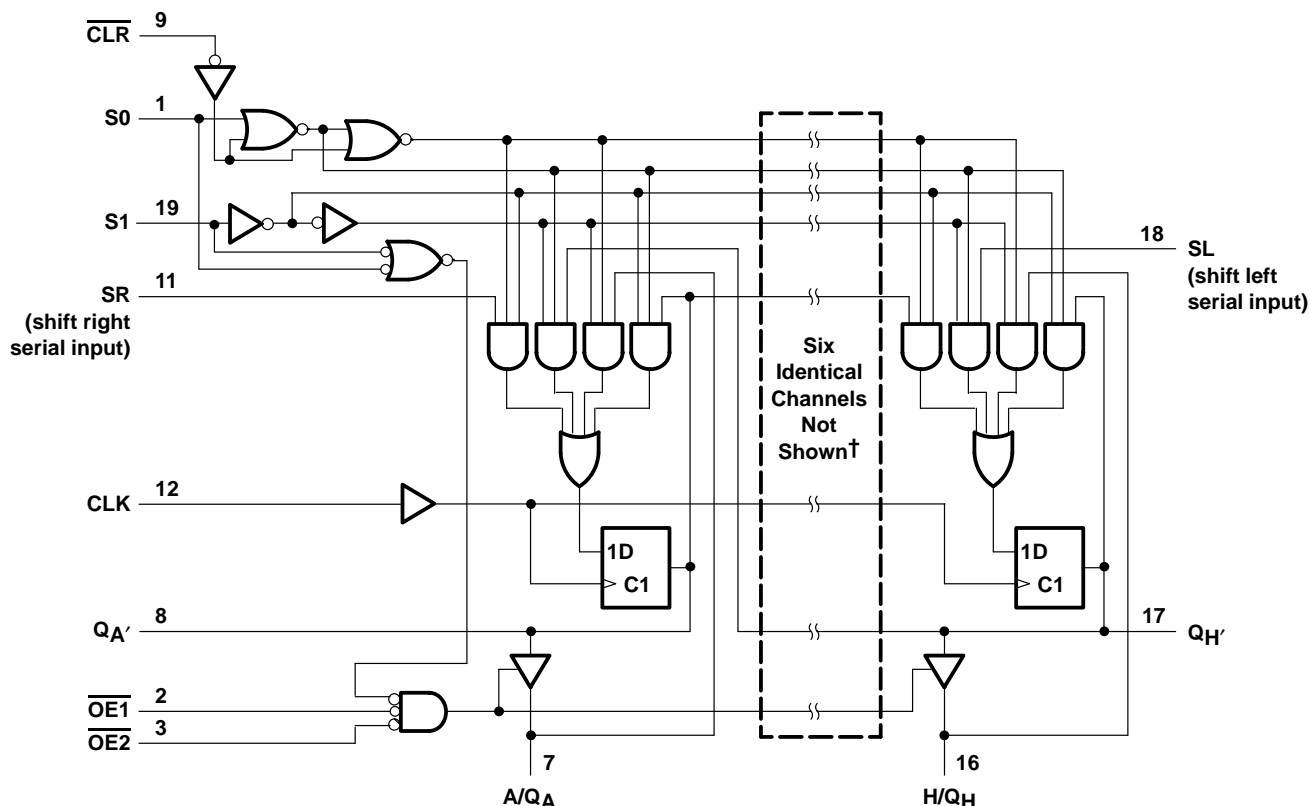 9
CLR
1
S0
S1
19
18
SL
(shift left
serial input)
11
SR
(shift right
serial input)
Six
Identical
Channels
Not
Shown†
CLK
12
1D
C1
1D
C1
QA′
8
17
QH′
OE1
2
OE2
3
7
A/QA
16
H/QH